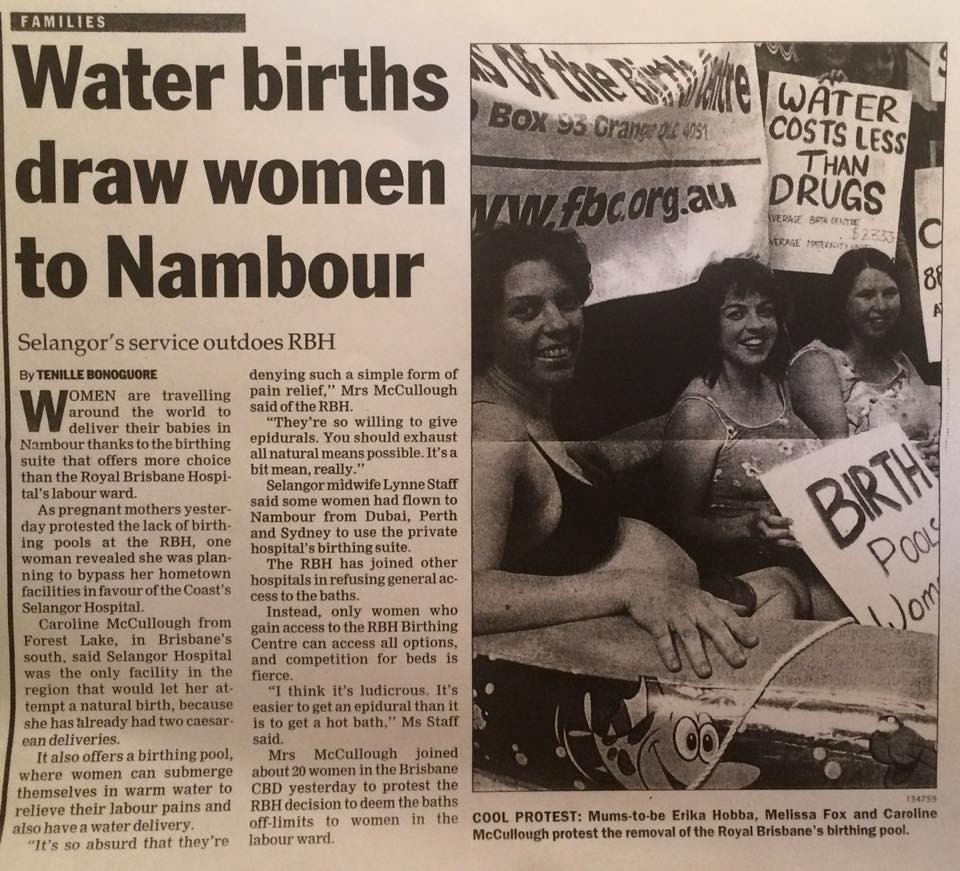 FAMILIES
Water births
draw women
to Nambour
Selangor's service outdoes RBH
By TENILLE BONOGUORE
WOMEN are travelling
around the world to
deliver their babies in
Nambour thanks to the birthing
suite that offers more choice
than the Royal Brisbane Hospi-
tal's labour ward.
As pregnant mothers yester-
day protested the lack of birth-
ing pools at the RBH, one
woman revealed she was plan-
ning to bypass her hometown
facilities in favour of the Coast's
Selangor Hospital.
Caroline McCullough from
Forest Lake, in Brisbane's
south, said Selangor Hospital
was the only facility in the
region that would let her at-
tempt a natural birth, because
she has already had two caesar-
ean deliveries.
It also offers a birthing pool,
where women can submerge
themselves in warm water to
relieve their labour pains and
also have a water delivery.
"It's so absurd that they're
denying such a simple form of
pain relief," Mrs McCullough
said of the RBH.
"They're so willing to give
epidurals. You should exhaust
all natural means possible. It's a
bit mean, really."
Selangor midwife Lynne Staff
said some women had flown to
Nambour from Dubai, Perth
and Sydney to use the private
hospital's birthing suite.
The RBH has joined other
hospitals in refusing general ac-
cess to the baths.
Instead, only women who
gain access to the RBH Birthing
Centre can access all options,
and competition for beds is
fierce.
"I think it's ludicrous. It's
easier to get an epidural than it
is to get a hot bath," Ms Staff
said.
Mrs McCullough joined
about 20 women in the Brisbane
CBD yesterday to protest the
RBH decision to deem the baths
off-limits to women in the
labour ward.
of the Birth Centre
Box 93 Grange QLD 4051
www.fbc.org.au
WATER
COSTS LESS
THAN
DRUGS
AVERAGE BIRTH CENTRE
$2333
AVERAGE MATERNITY
BIRTH
POOLS
Wom
134759
COOL PROTEST: Mums-to-be Erika Hobba, Melissa Fox and Caroline
McCullough protest the removal of the Royal Brisbane's birthing pool.